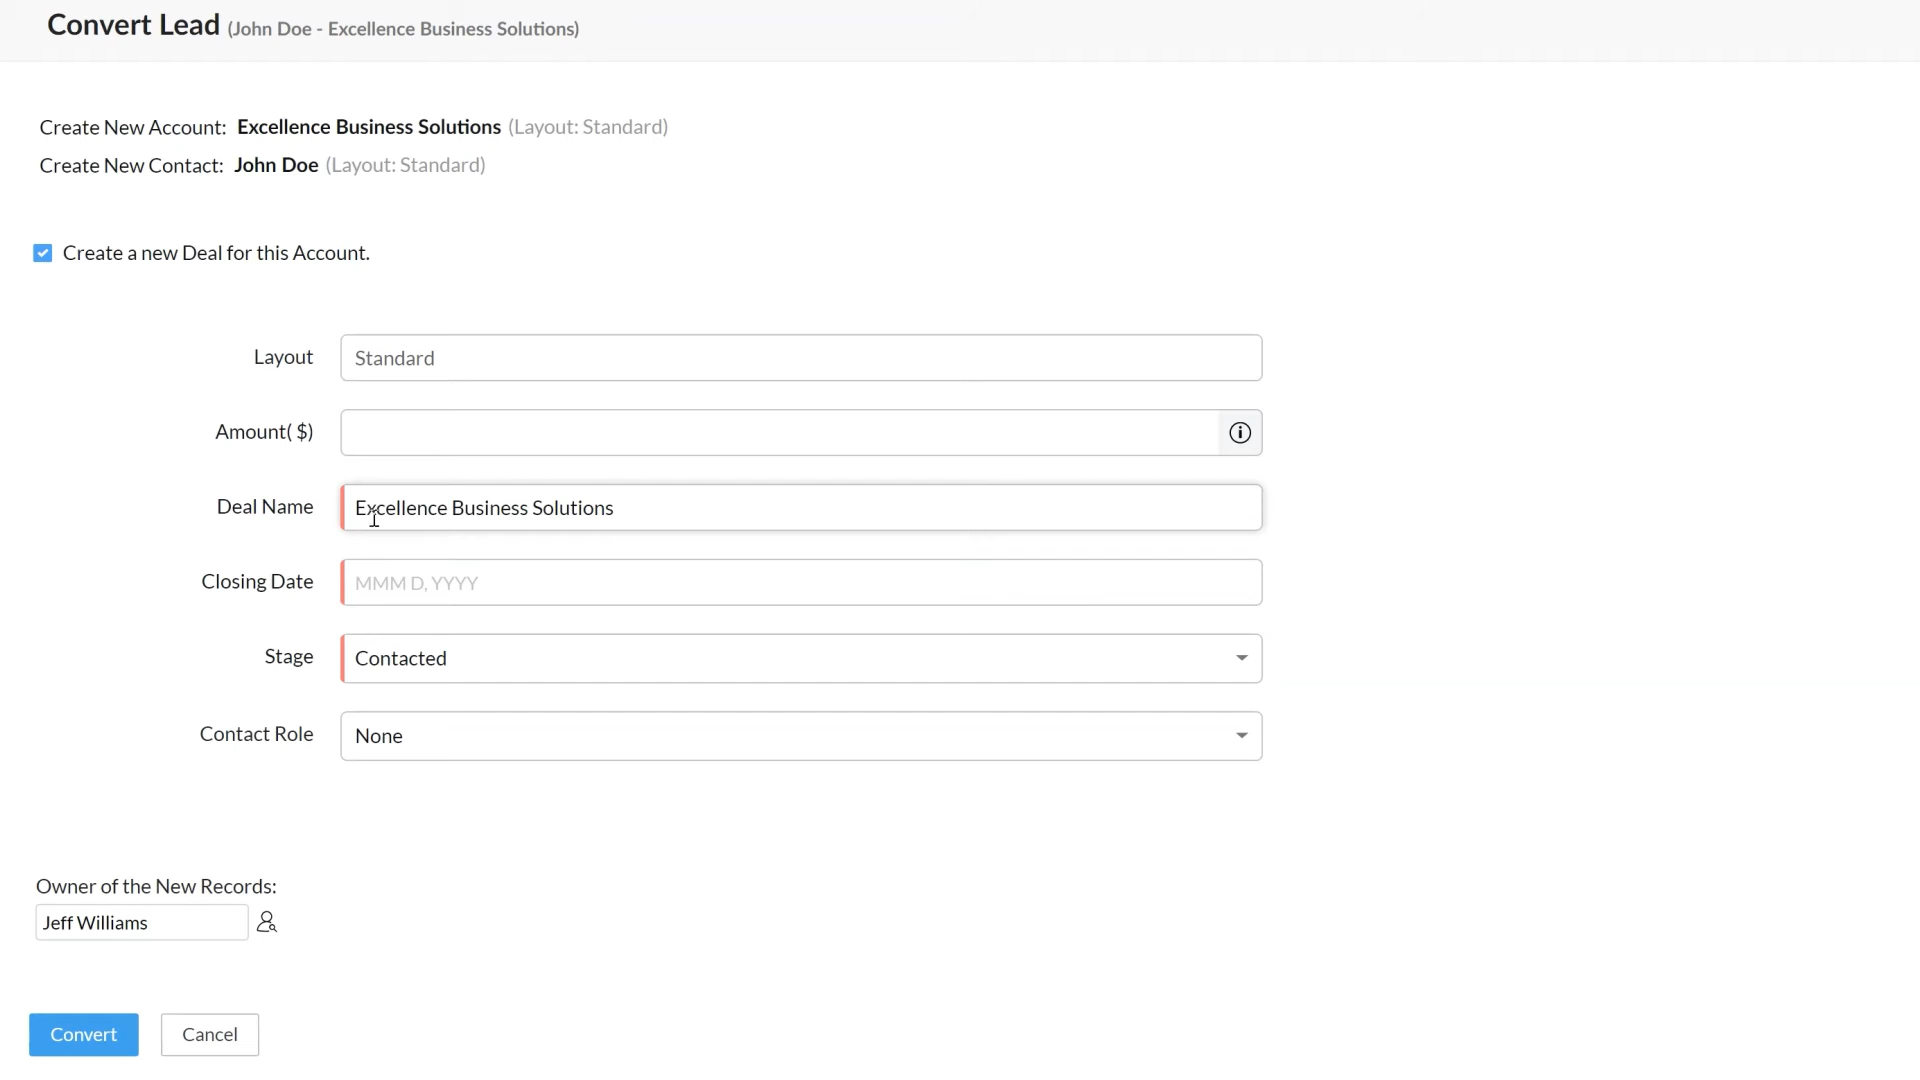 Convert Lead (John Doe - Excellence Business Solutions)
Create New Account: Excellence Business Solutions (Layout: Standard)
Create New Contact: John Doe (Layout: Standard)
Create a new Deal for this Account.
Layout Standard
Amount( $)
Deal Name Excellence Business Solutions
Closing Date MMM D, YYYY
Stage Contacted
Contact Role None
Owner of the New Records:
Jeff Williams
Convert Cancel